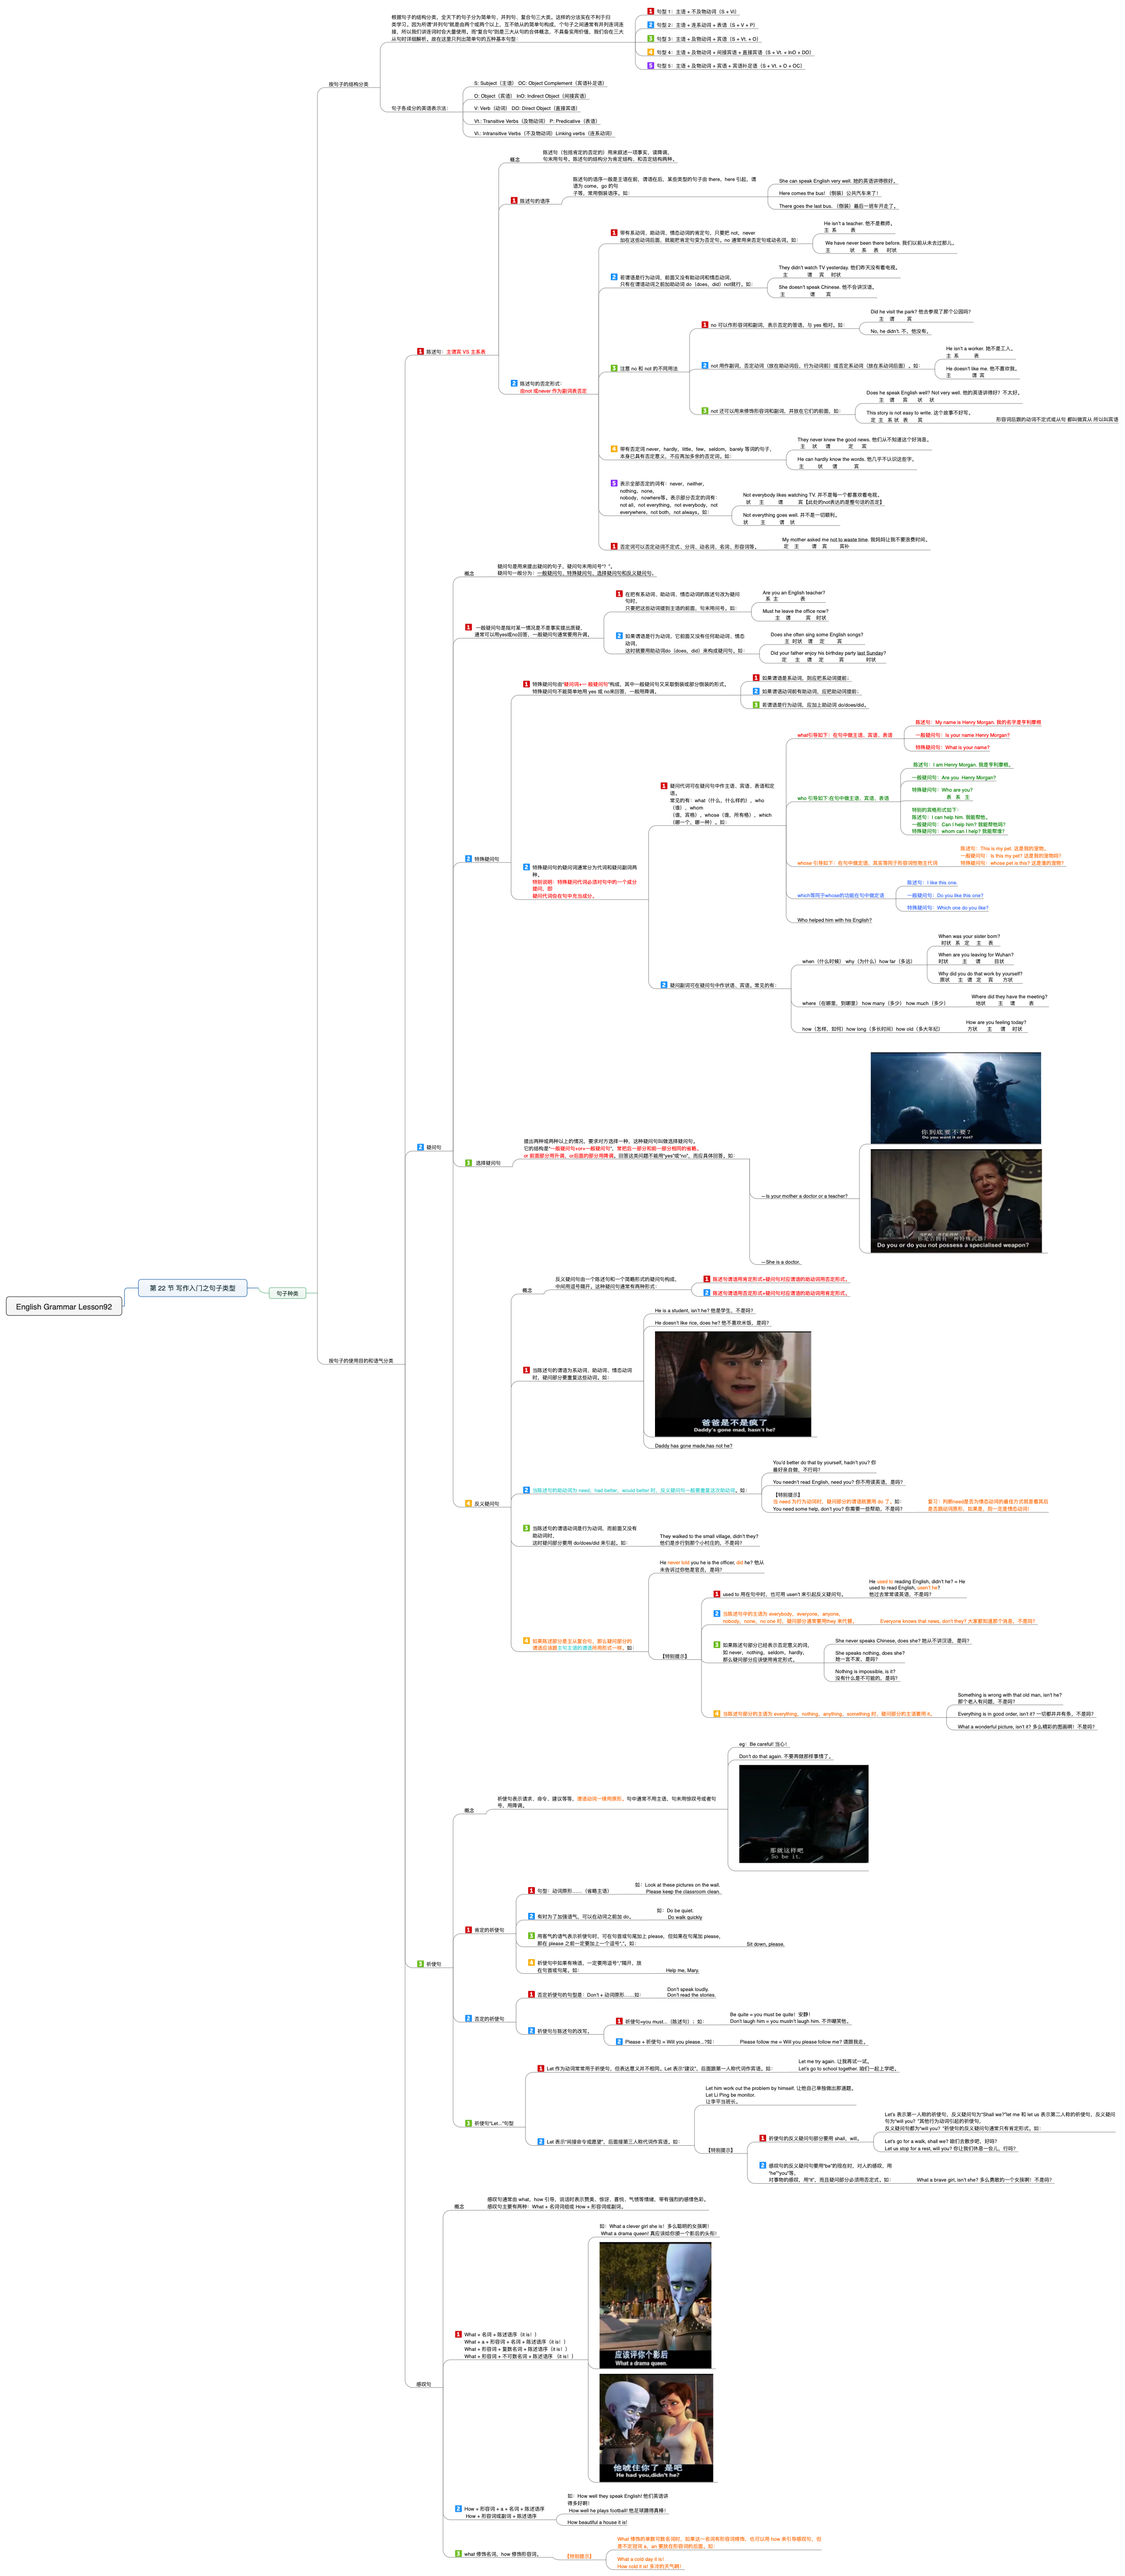 English Grammar Lesson92
第 22 节 写作入门之句子类型
句子种类
按句子的结构分类
根据句子的结构分类，全天下的句子分为简单句、并列句、复合句三大类。这样的分法实在不利于归
类学习。因为所谓"并列句"就是由两个或两个以上，互不依从的简单句构成，个句子之间通常有并列连词连
接，所以我们讲连词时会大量使用。而"复合句"则是三大从句的合体概念，不具备实用价值，我们会在三大
从句时详细解析。故在这里只列出简单句的五种基本句型：
1 句型 1：主语 + 不及物动词（S + Vi）
2 句型 2：主语 + 连系动词 + 表语（S + V + P）
3 句型 3：主语 + 及物动词 + 宾语（S + Vt. + O）
4 句型 4：主语 + 及物动词 + 间接宾语 + 直接宾语（S + Vt. + InO + DO）
5 句型 5：主语 + 及物动词 + 宾语 + 宾语补足语（S + Vt. + O + OC）
句子各成分的英语表示法：
S: Subject（主语） OC: Object Complement（宾语补足语）
O: Object（宾语） InO: Indirect Object（间接宾语）
V: Verb（动词） DO: Direct Object（直接宾语）
Vt.: Transitive Verbs（及物动词） P: Predicative（表语）
Vi.: Intransitive Verbs（不及物动词）Linking verbs（连系动词）
按句子的使用目的和语气分类
1 陈述句：主谓宾 VS 主系表
概念
陈述句（包括肯定的否定的）用来叙述一项事实，读降调，
句末用句号。陈述句的结构分为肯定结构、和否定结构两种。
1 陈述句的语序
陈述句的语序一般是主语在前，谓语在后，某些类型的句子由 there、here 引起，谓
语为 come、go 的句
子等，常用倒装语序。如：
She can speak English very well. 她的英语讲得很好。
Here comes the bus! （倒装）公共汽车来了！
There goes the last bus. （倒装）最后一班车开走了。
2 陈述句的否定形式：
由not 或never 作为副词表否定
1 带有系动词、助动词、情态动词的肯定句，只要把 not、never
加在这些动词后面，就能把肯定句变为否定句。no 通常用来否定句或动名词。如：
He isn't a teacher. 他不是教师。
主 系 表
We have never been there before. 我们以前从未去过那儿。
主 状 系 表 时状
2 若谓语是行为动词，前面又没有助动词和情态动词，
只有在谓语动词之前加助动词 do（does、did）not就行。如：
They didn't watch TV yesterday. 他们昨天没有看电视。
主 谓 宾 时状
She doesn't speak Chinese. 他不会讲汉语。
主 谓 宾
3 注意 no 和 not 的不同用法
1 no 可以作形容词和副词，表示否定的答语，与 yes 相对。如：
Did he visit the park? 他去参观了那个公园吗?
主 谓 宾
No, he didn't. 不，他没有。
2 not 用作副词，否定动词（放在助动词后，行为动词前）或否定系动词（放在系动词后面）。如：
He isn't a worker. 她不是工人。
主 系 表
He doesn't like me. 他不喜欢我。
主 谓 宾
3 not 还可以用来修饰形容词和副词，并放在它们的前面，如：
Does he speak English well? Not very well. 他的英语讲得好？不太好。
主 谓 宾 状 状
This story is not easy to write. 这个故事不好写。
定 主 系 状 表 宾
形容词后跟的动词不定式或从句 都叫做宾从 所以叫宾语
4 带有否定词 never、hardly、little、few、seldom、barely 等词的句子，
本身已具有否定意义，不应再加多余的否定词。如：
They never knew the good news. 他们从不知道这个好消息。
主 状 谓 定 宾
He can hardly know the words. 他几乎不认识这些字。
主 状 谓 宾
5 表示全部否定的词有：never、neither、
nothing、none、
nobody、nowhere等。表示部分否定的词有：
not all、not everything、not everybody、not
everywhere、not both、not always。如：
Not everybody likes watching TV. 并不是每一个都喜欢看电视。
状 主 谓 宾【此处的not表达的是整句话的否定】
Not everything goes well. 并不是一切顺利。
状 主 谓 状
1 否定词可以否定动词不定式、分词、动名词、名词、形容词等。
My mother asked me not to waste time. 我妈妈让我不要浪费时间。
定 主 谓 宾 宾补
2 疑问句
概念
疑问句是用来提出疑问的句子，疑问句末用问号"？"。
疑问句一般分为：一般疑问句、特殊疑问句、选择疑问句和反义疑问句。
1 一般疑问句是指对某一情况是不是事实提出质疑，
通常可以用yes或no回答，一般疑问句通常要用升调。
1 在把有系动词、助动词、情态动词的陈述句改为疑问
句时，
只要把这些动词提到主语的前面，句末用问号。如：
Are you an English teacher?
系 主 表
Must he leave the office now?
主 谓 宾 时状
2 如果谓语是行为动词，它前面又没有任何助动词、情态
动词，
这时就要用助动词do（does、did）来构成疑问句。如：
Does she often sing some English songs?
主 时状 谓 定 宾
Did your father enjoy his birthday party last Sunday?
定 主 谓 定 宾 时状
2 特殊疑问句
1 特殊疑问句由"疑问词+一般疑问句"构成，其中一般疑问句又采取倒装或部分倒装的形式。
特殊疑问句不能简单地用 yes 或 no来回答，一般用降调。
1 如果谓语是系动词，则应把系动词提前；
2 如果谓语动词前有助动词，应把助动词提前；
3 若谓语是行为动词，应加上助动词 do/does/did。
2 特殊疑问句的疑问词通常分为代词和疑问副词两
种。
特别说明：特殊疑问代词必须对句中的一个成分
提问，即
疑问代词会在句中充当成分。
1 疑问代词可在疑问句中作主语、宾语、表语和定
语。
常见的有：what（什么，什么样的），who
（谁），whom
（谁、宾格），whose（谁，所有格），which
（哪一个、哪一种），如：
what引导如下：在句中做主语、宾语、表语
陈述句：My name is Henry Morgan. 我的名字是亨利摩根
一般疑问句：Is your name Henry Morgan?
特殊疑问句：What is your name?
who 引导如下:在句中做主语、宾语、表语
陈述句：I am Henry Morgan. 我是亨利摩根。
一般疑问句：Are you Henry Morgan?
特殊疑问句：Who are you?
表 系 主
特别的宾格形式如下：
陈述句：I can help him. 我能帮他。
一般疑问句：Can I help him? 我能帮他吗?
特殊疑问句：whom can I help? 我能帮谁?
whose 引导如下：在句中做定语，其实等同于形容词性物主代词
陈述句：This is my pet. 这是我的宠物。
一般疑问句：Is this my pet? 这是我的宠物吗?
特殊疑问句：whose pet is this? 这是谁的宠物?
which等同于whose的功能在句中做定语
陈述句：I like this one.
一般疑问句：Do you like this one?
特殊疑问句：Which one do you like?
Who helped him with his English?
2 疑问副词可在疑问句中作状语、宾语。常见的有：
when（什么时候） why（为什么）how far（多远）
When was your sister born?
时状 系 定 主 表
When are you leaving for Wuhan?
时状 主 谓 目状
Why did you do that work by yourself?
原状 主 谓 定 宾 方状
where（在哪里、到哪里） how many（多少） how much（多少）
Where did they have the meeting?
地状 主 谓 表
how（怎样、如何）how long（多长时间）how old（多大年纪）
How are you feeling today?
方状 主 谓 时状
3 选择疑问句
提出两种或两种以上的情况，要求对方选择一种，这种疑问句叫做选择疑问句。
它的结构是"一般疑问句+or+一般疑问句"，常把后一部分和前一部分相同的省略，
or 前面部分用升调，or后面的部分用降调。回答这类问题不能用"yes"或"no"，而应具体回答。如：
—Is your mother a doctor or a teacher?
你到底要不要？
Do you want it or not?
你是否拥有一种特殊武器？
Do you or do you not possess a specialised weapon?
—She is a doctor.
4 反义疑问句
概念
反义疑问句由一个陈述句和一个简略形式的疑问句构成，
中间用逗号隔开。这种疑问句通常有两种形式：
1 陈述句谓语用肯定形式+疑问句对应谓语的助动词用否定形式。
2 陈述句谓语用否定形式+疑问句对应谓语的助动词用肯定形式。
1 当陈述句的谓语为系动词、助动词、情态动词
时，疑问部分要重复这些动词。如：
He is a student, isn't he? 他是学生，不是吗?
He doesn't like rice, does he? 他不喜欢米饭，是吗?
爸爸是不是疯了
Daddy's gone mad, hasn't he?
Daddy has gone made,has not he?
2 当陈述句的助动词为 need、had better、would better 时，反义疑问句一般要重复这次助动词。如：
You'd better do that by yourself, hadn't you? 你
最好亲自做，不行吗?
You needn't read English, need you? 你不用读英语，是吗?
【特别提示】
当 need 为行为动词时，疑问部分的谓语就要用 do 了。如：
You need some help, don't you? 你需要一些帮助，不是吗?
复习：判断need是否为情态动词的最佳方式就是看其后
是否跟动词原形，如果是，则一定是情态动词！
3 当陈述句的谓语动词是行为动词，而前面又没有
助动词时，
这时疑问部分要用 do/does/did 来引起。如：
They walked to the small village, didn't they?
他们是步行到那个小村庄的，不是吗?
4 如果陈述部分是主从复合句，那么疑问部分的
谓语应该跟主句主语的谓语所用形式一样，如：
He never told you he is the officer, did he? 他从
未告诉过你他是官员，是吗?
【特别提示】
1 used to 用在句中时，也可用 usen't 来引起反义疑问句。
He used to reading English, didn't he? = He
used to read English, usen't he?
他过去常常读英语，不是吗?
2 当陈述句中的主语为 everybody、everyone、anyone、
nobody、none、no one 时，疑问部分通常要用they 来代替。
Everyone knows that news, don't they? 大家都知道那个消息，不是吗?
3 如果陈述句部分已经表示否定意义的词，
如 never、nothing、seldom、hardly，
那么疑问部分应该使用肯定形式。
She never speaks Chinese, does she? 她从不讲汉语，是吗?
She speaks nothing, does she?
她一言不发，是吗?
Nothing is impossible, is it?
没有什么是不可能的，是吗?
4 当陈述句部分的主语为 everything、nothing、anything、something 时，疑问部分的主语要用 it。
Something is wrong with that old man, isn't he?
那个老人有问题，不是吗?
Everything is in good order, isn't it? 一切都井井有条，不是吗?
What a wonderful picture, isn't it? 多么精彩的图画啊！不是吗?
3 祈使句
概念
祈使句表示请求、命令、建议等等，谓语动词一律用原形。句中通常不用主语，句末用惊叹号或者句
号，用降调。
eg：Be careful! 当心！
Don't do that again. 不要再做那样事情了。
那就这样吧
So be it.
1 肯定的祈使句
1 句型：动词原形……（省略主语）
如：Look at these pictures on the wall.
Please keep the classroom clean.
2 有时为了加强语气，可以在动词之前加 do。
如：Do be quiet.
Do walk quickly
3 用客气的语气表示祈使句时，可在句首或句尾加上 please，但如果在句尾加 please，
那在 please 之前一定要加上一个逗号","。如：
Sit down, please.
4 祈使句中如果有唤语，一定要用逗号","隔开，放
在句首或句尾。如：
Help me, Mary.
2 否定的祈使句
1 否定祈使句的句型是：Don't + 动词原形……如：
Don't speak loudly.
Don't read the stories.
2 祈使句与陈述句的改写。
1 祈使句=you must...（陈述句）；如：
Be quite = you must be quite！安静！
Don't laugh him = you musdn't laugh him. 不许嘲笑他。
2 Please + 祈使句 = Will you please...?如：
Please follow me = Will you please follow me? 请跟我走。
3 祈使句"Let..."句型
1 Let 作为动词常常用于祈使句，但表达意义并不相同。Let 表示"建议"，后面跟第一人称代词作宾语。如：
Let me try again. 让我再试一试。
Let's go to school together. 咱们一起上学吧。
2 Let 表示"间接命令或愿望"，后面接第三人称代词作宾语。如：
Let him work out the problem by himself. 让他自己单独做出那道题。
Let Li Ping be monitor.
让李平当班长。
【特别提示】
1 祈使句的反义疑问句部分要用 shall、will。
Let's 表示第一人称的祈使句，反义疑问句为"Shall we?"let me 和 let us 表示第二人称的祈使句，反义疑问
句为"will you？"其他行为动词引起的祈使句，
反义疑问句都为"will you？"祈使句的反义疑问句通常只有肯定形式。如：
Let's go for a walk, shall we? 咱们去散步吧，好吗?
Let us stop for a rest, will you? 你让我们休息一会儿，行吗?
2 感叹句的反义疑问句要用"be"的现在时，对人的感叹，用
"he""you"等，
对事物的感叹，用"it"，而且疑问部分必须用否定式。如：
What a brave girl, isn't she? 多么勇敢的一个女孩啊！不是吗?
感叹句
概念
感叹句通常由 what、how 引导，说话时表示赞美、惊讶、喜悦、气愤等情绪，带有强烈的感情色彩。
感叹句主要有两种：What + 名词词组或 How + 形容词或副词。
1 What + 名词 + 陈述语序（it is！）
What + a + 形容词 + 名词 + 陈述语序（it is！）
What + 形容词 + 复数名词 + 陈述语序（it is！）
What + 形容词 + 不可数名词 + 陈述语序 （it is！）
如：What a clever girl she is！多么聪明的女孩啊！
What a drama queen! 真应该给你颁一个影后的头衔！
应该评你个影后
What a drama queen.
他唬住你了 是吧
He had you,didn't he?
2 How + 形容词 + a + 名词 + 陈述语序
How + 形容词或副词 + 陈述语序
如：How well they speak English! 他们英语讲
得多好啊！
How well he plays football! 他足球踢得真棒！
How beautiful a house it is!
3 what 修饰名词，how 修饰形容词。
【特别提示】
What 修饰的单数可数名词时，如果这一名词有形容词修饰，也可以用 how 来引导感叹句，但
是不定冠词 a、an 要放在形容词的后面，如：
What a cold day it is！
How cold it is! 多冷的天气啊！